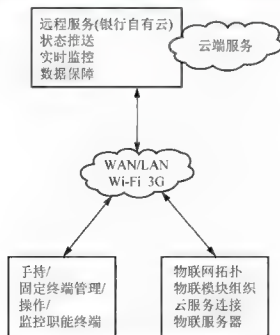 远程服务(银行自有云)
状态推送
实时监控
数据保障
云端服务
WAN/LAN
Wi-Fi 3G
手持/
固定终端管理/
操作/
监控职能终端
物联网拓扑
物联模块组织
云服务连接
物联服务器